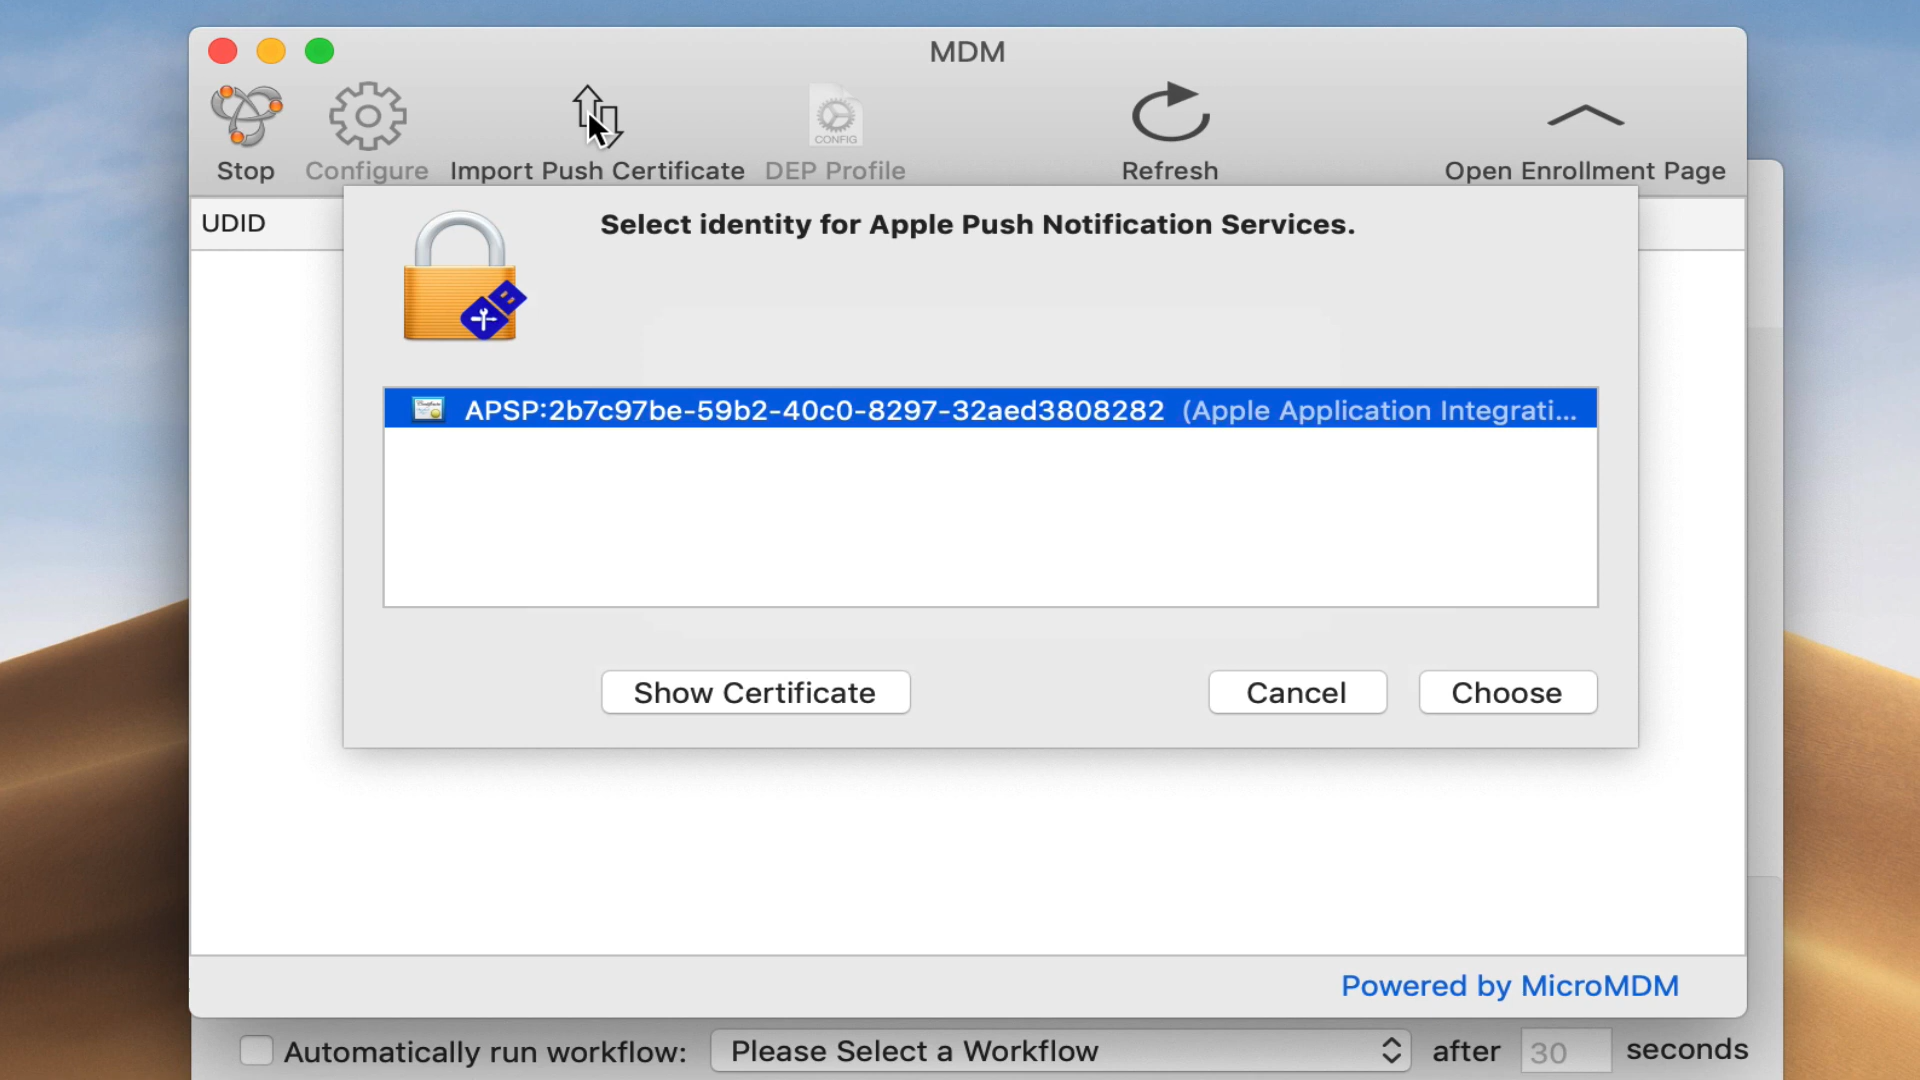 MDM
Stop
Configure
Import Push Certificate
CONFIG
DEP Profile
Refresh
Open Enrollment Page
UDID
Select identity for Apple Push Notification Services.
APSP:2b7c97be-59b2-40c0-8297-32aed3808282 (Apple Application Integrati...
Show Certificate
Cancel
Choose
Powered by MicroMDM
Automatically run workflow: Please Select a Workflow after 30 seconds